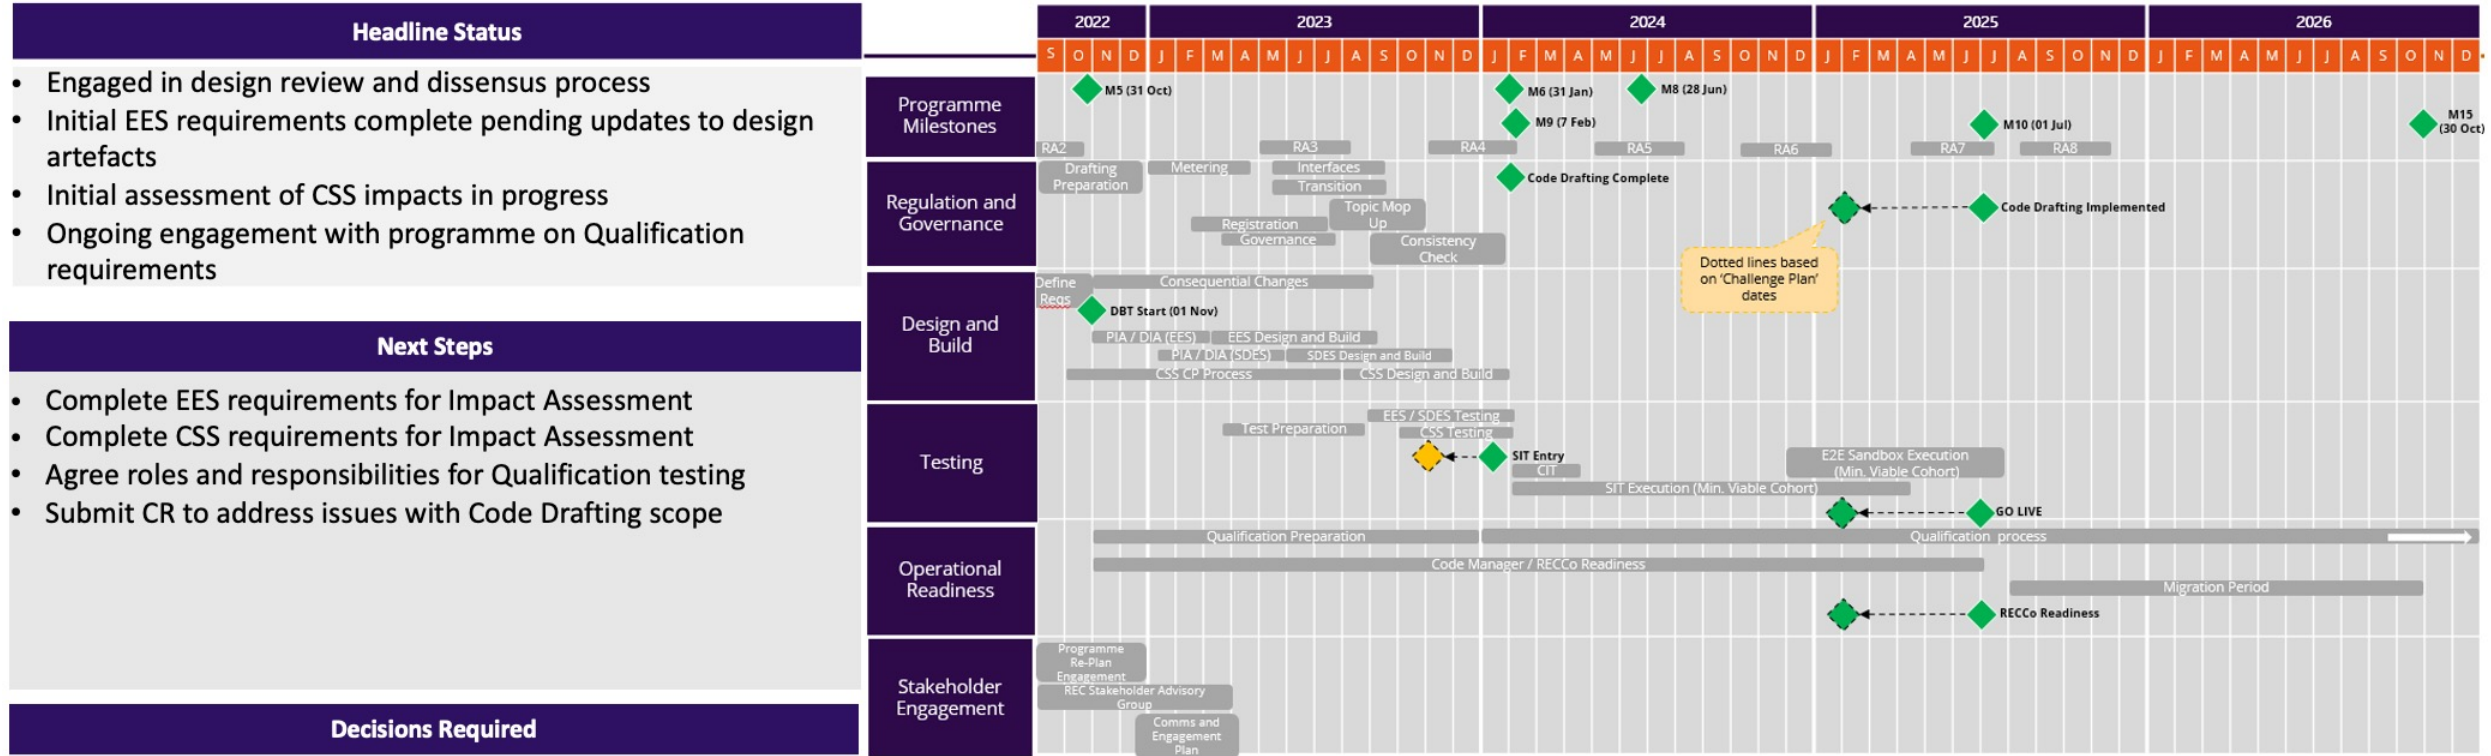 Headline Status
• Engaged in design review and dissensus process
• Initial EES requirements complete pending updates to design
artefacts
• Initial assessment of CSS impacts in progress
• Ongoing engagement with programme on Qualification
requirements
Next Steps
• Complete EES requirements for Impact Assessment
• Complete CSS requirements for Impact Assessment
• Agree roles and responsibilities for Qualification testing
• Submit CR to address issues with Code Drafting scope
Decisions Required
2022 2023 2024 2025 2026
S O N D J F M A M J J A S O N D J F M A M J J A S O N D J F M A M J J A S O N D J F M A M J J A S O N D
Programme
Milestones
M5 (31 Oct)
M6 (31 Jan)
M8 (28 Jun)
M9 (7 Feb)
M10 (01 Jul)
M15
(30 Oct)
RA2
RA3
RA4
RA5
RA6
RA7
RA8
Regulation and
Governance
Drafting
Preparation
Metering
Interfaces
Transition
Code Drafting Complete
Topic Mop
Up
Registration
Governance
Consistency
Check
Code Drafting Implemented
Dotted lines based
on ‘Challenge Plan’
dates
Design and
Build
Define
Reqs
Consequential Changes
DBT Start (01 Nov)
PIA / DIA (EES)
EES Design and Build
PIA / DIA (SDES)
SDES Design and Build
CSS CP Process
CSS Design and Build
Testing
EES / SDES Testing
Test Preparation
CSS Testing
SIT Entry
CIT
E2E Sandbox Execution
(Min. Viable Cohort)
SIT Execution (Min. Viable Cohort)
GO LIVE
Operational
Readiness
Qualification Preparation
Qualification process
Code Manager / RECCo Readiness
Migration Period
RECCo Readiness
Stakeholder
Engagement
Programme
Re-Plan
Engagement
REC Stakeholder Advisory
Group
Comms and
Engagement
Plan